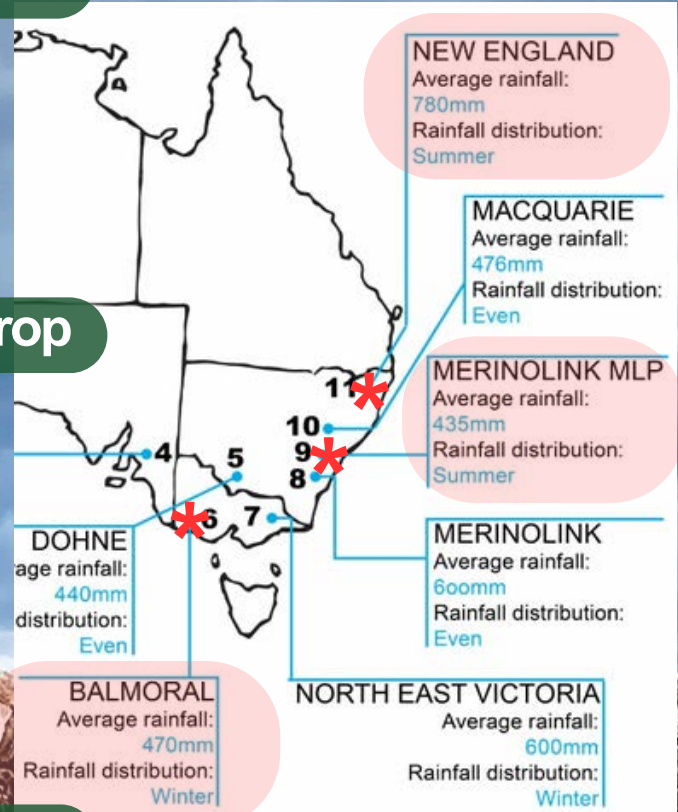 NEW ENGLAND
Average rainfall:
780mm
Rainfall distribution:
Summer
MACQUARIE
Average rainfall:
476mm
Rainfall distribution:
Even
rop
MERINOLINK MLP
Average rainfall:
435mm
Rainfall distribution:
Summer
11
10
9
8
4
5
6
7
DOHNE
rage rainfall:
440mm
distribution:
Even
MERINOLINK
Average rainfall:
6oomm
Rainfall distribution:
Even
BALMORAL
Average rainfall:
470mm
Rainfall distribution:
Winter
NORTH EAST VICTORIA
Average rainfall:
600mm
Rainfall distribution:
Winter